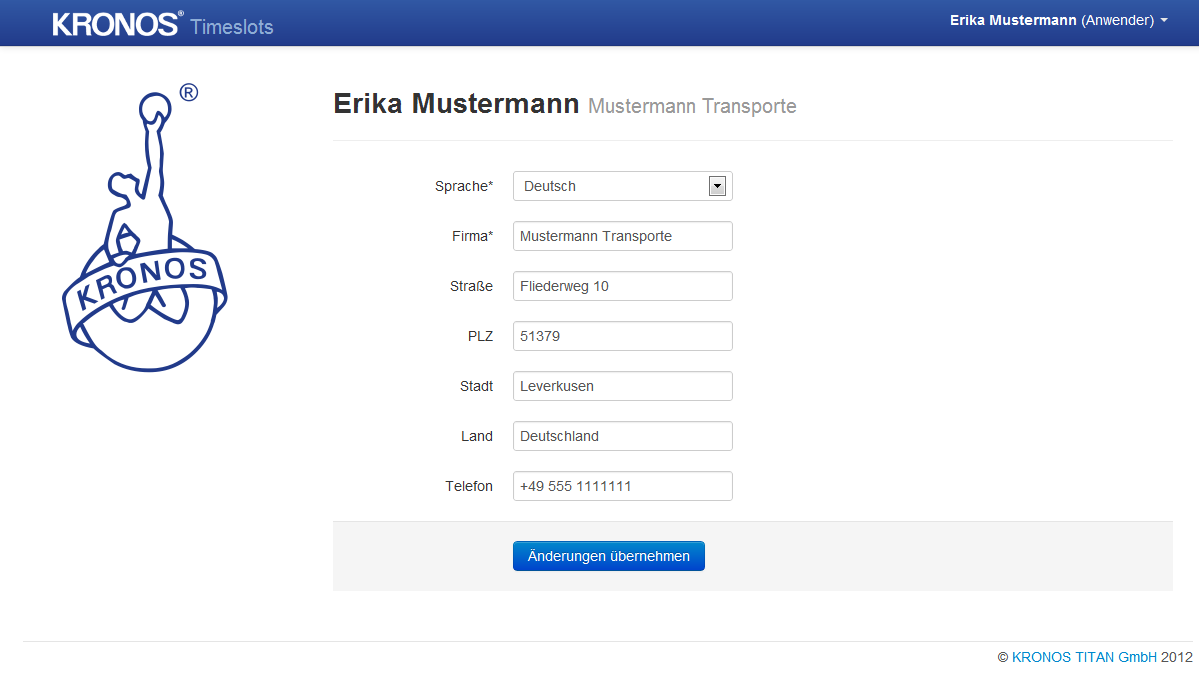 KRONOS® Timeslots
Erika Mustermann (Anwender)
®
KRONOS
Erika Mustermann Mustermann Transporte
Sprache* Deutsch
Firma* Mustermann Transporte
Straße Fliederweg 10
PLZ 51379
Stadt Leverkusen
Land Deutschland
Telefon +49 555 1111111
Änderungen übernehmen
© KRONOS TITAN GmbH 2012